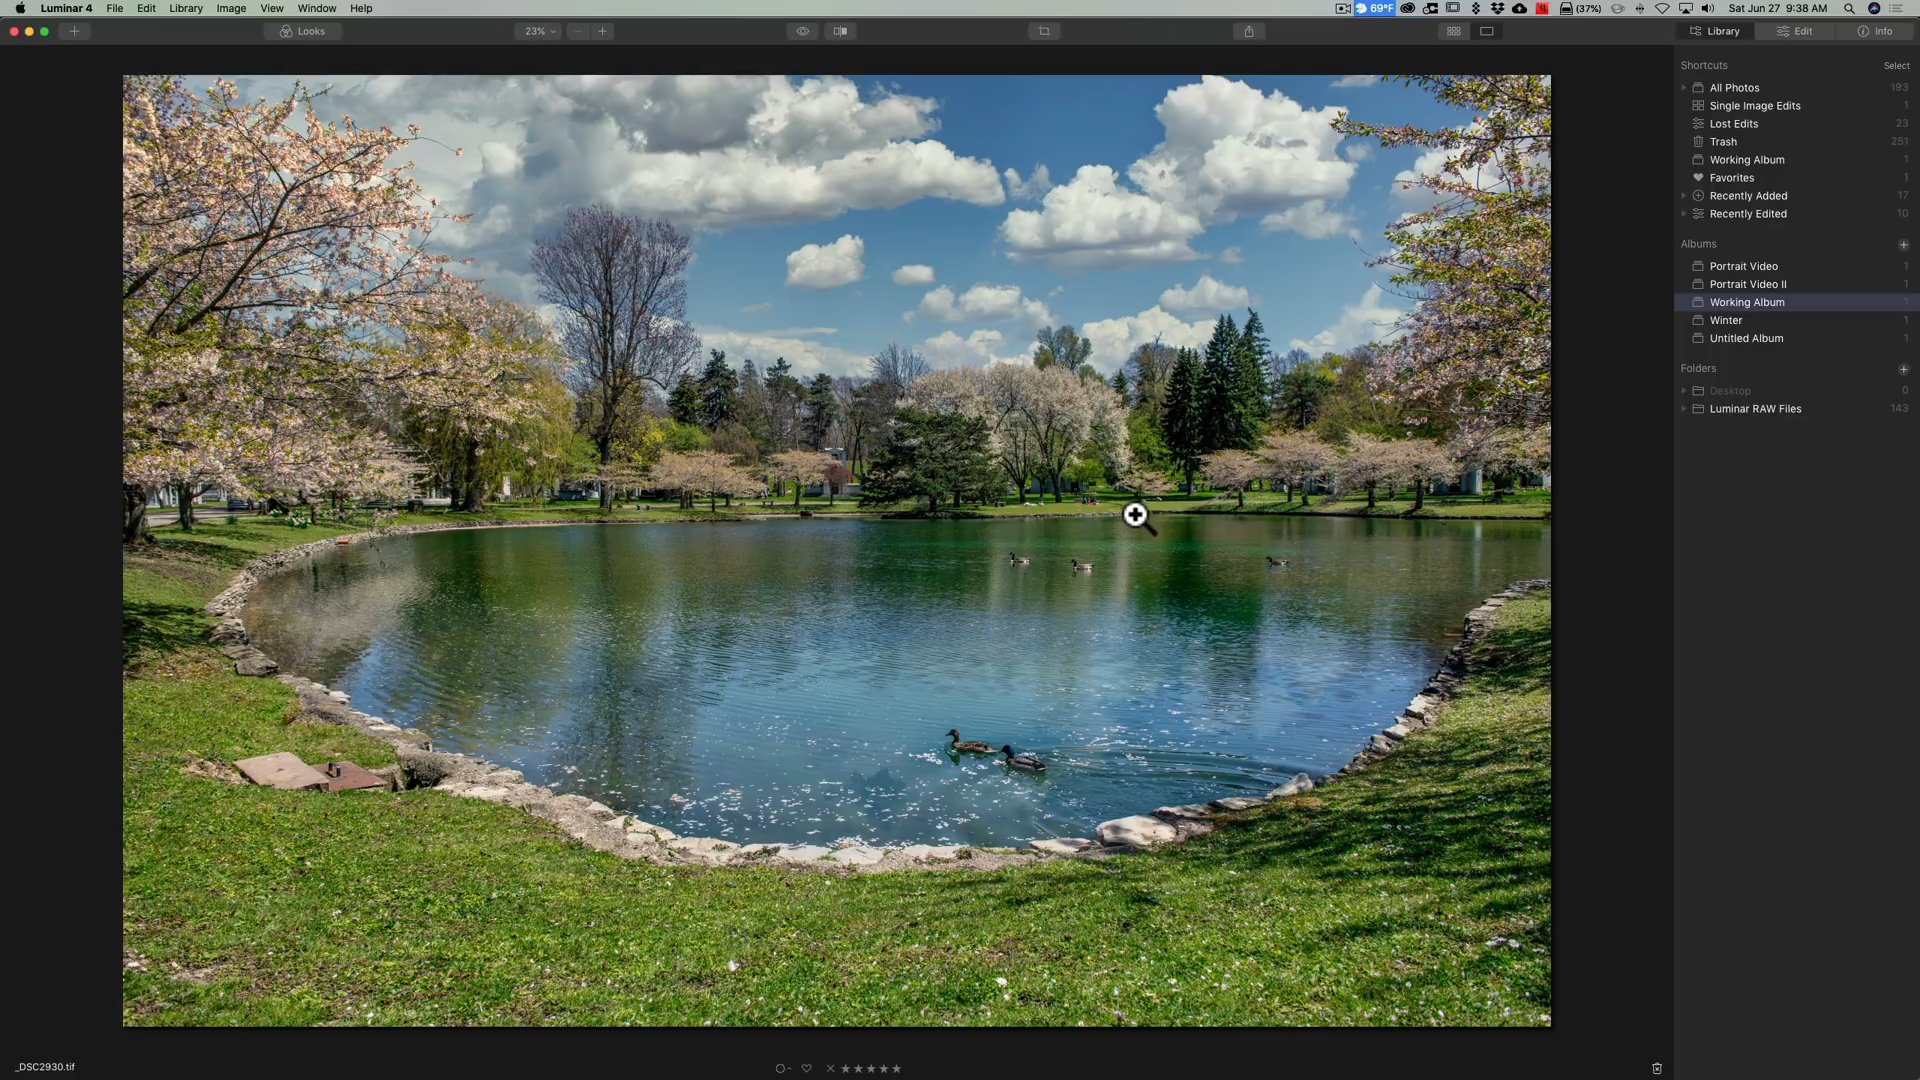 Luminar 4 File Edit Library Image View Window Help 69°F (37%) Sat Jun 27 9:38 AM
Looks 23% Library Edit Info
Shortcuts Select
All Photos 193
Single Image Edits 1
Lost Edits 23
Trash 251
Working Album 1
Favorites 1
Recently Added 17
Recently Edited 10
Albums
Portrait Video 1
Portrait Video II 1
Working Album 1
Winter 1
Untitled Album 1
Folders
Desktop 0
Luminar RAW Files 143
_DSC2930.tif